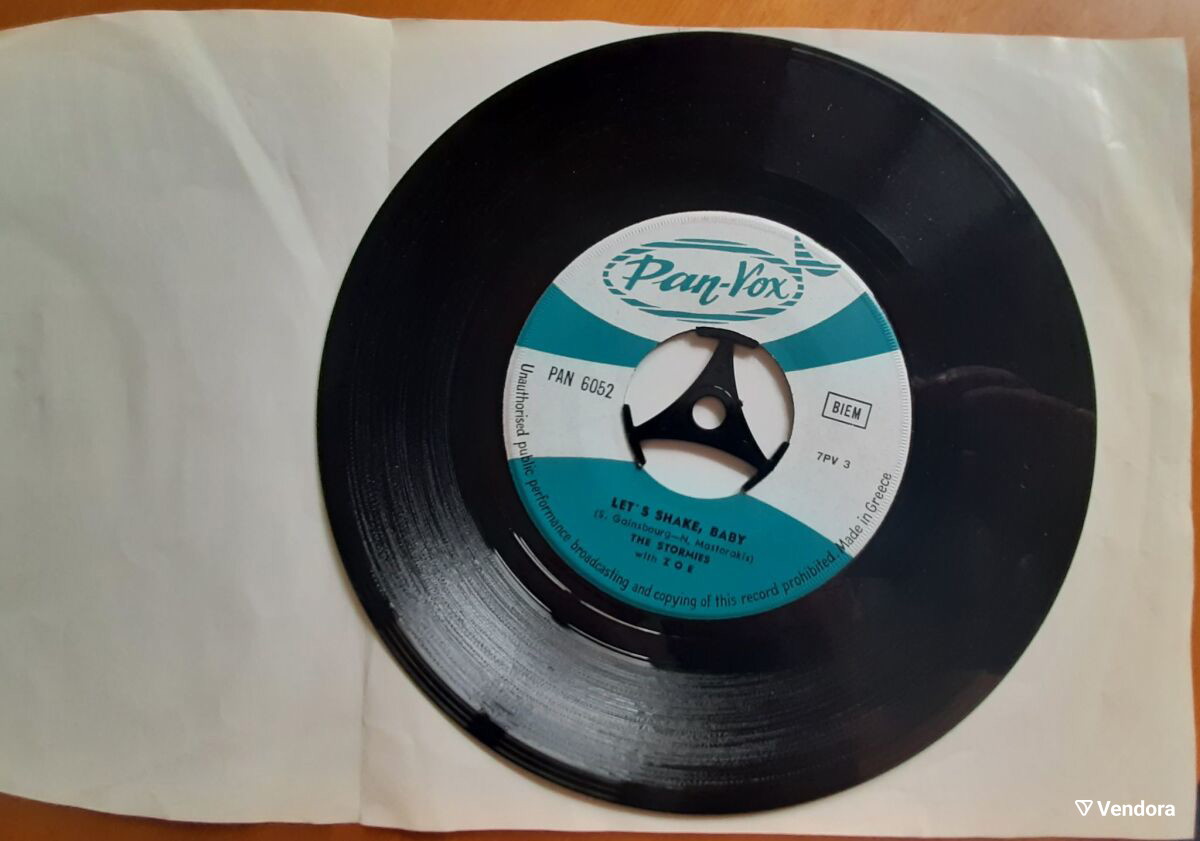 Pan-Vox
PAN 6052
BIEM
7PV 3
LET'S SHAKE, BABY
(S. Gainsbourg—N. Mastorakis)
THE STORMIES
with ZOE
Unauthorised public performance broadcasting and copying of this record prohibited. Made in Greece
Vendora